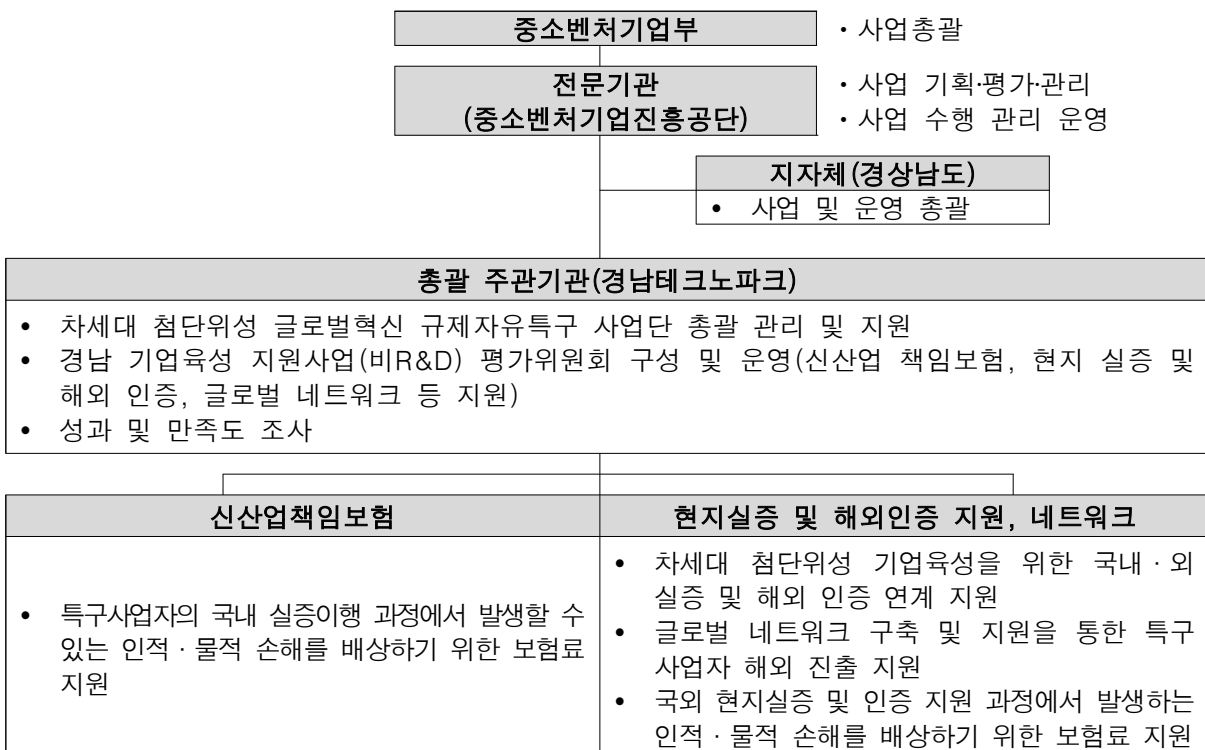 중소벤처기업부
・사업총괄
전문기관
(중소벤처기업진흥공단)
・사업 기획·평가·관리
・사업 수행 관리 운영
지자체(경상남도)
• 사업 및 운영 총괄
총괄 주관기관(경남테크노파크)
• 차세대 첨단위성 글로벌혁신 규제자유특구 사업단 총괄 관리 및 지원
• 경남 기업육성 지원사업(비R&D) 평가위원회 구성 및 운영(신산업 책임보험, 현지 실증 및
해외 인증, 글로벌 네트워크 등 지원)
• 성과 및 만족도 조사
신산업책임보험
• 특구사업자의 국내 실증이행 과정에서 발생할 수
있는 인적 · 물적 손해를 배상하기 위한 보험료
지원
현지실증 및 해외인증 지원, 네트워크
• 차세대 첨단위성 기업육성을 위한 국내 · 외
실증 및 해외 인증 연계 지원
• 글로벌 네트워크 구축 및 지원을 통한 특구
사업자 해외 진출 지원
• 국외 현지실증 및 인증 지원 과정에서 발생하는
인적 · 물적 손해를 배상하기 위한 보험료 지원